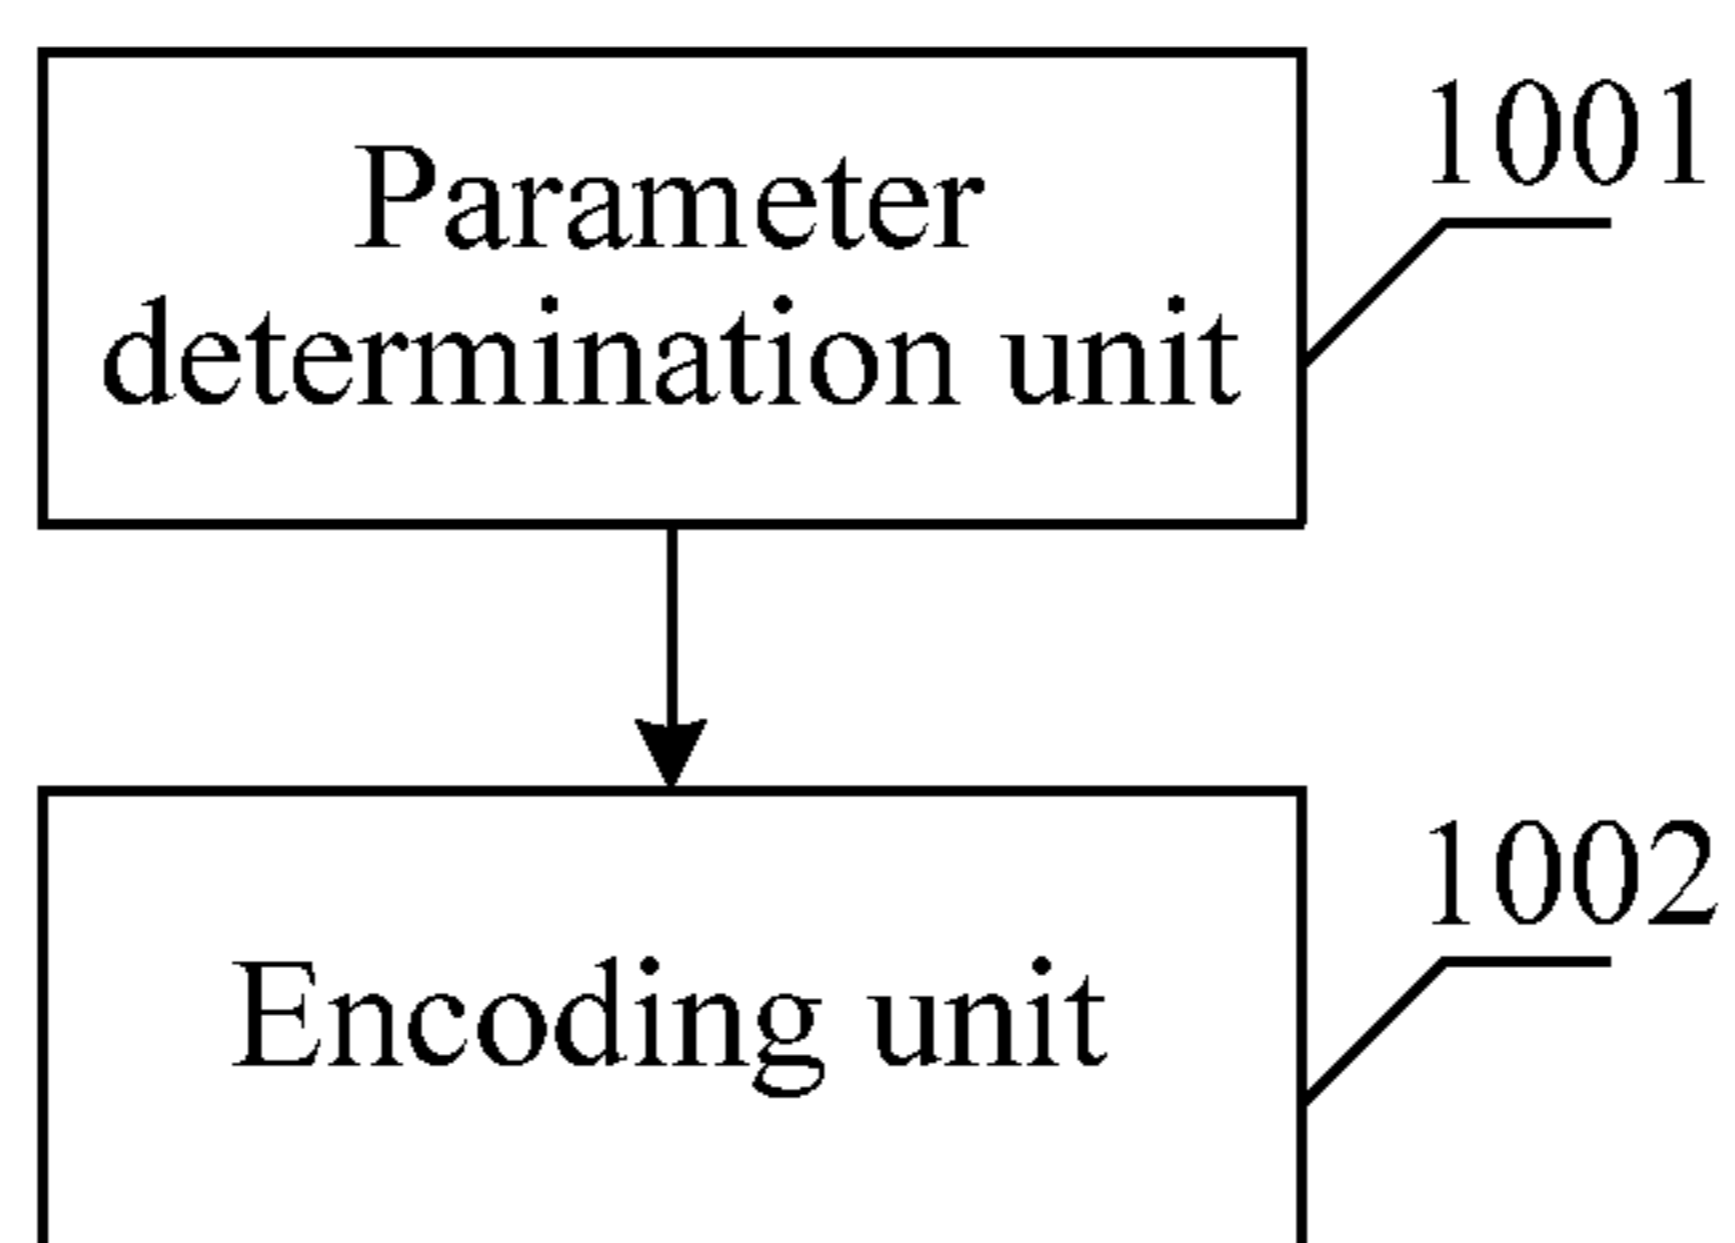 Parameter
determination unit
1001
Encoding unit
1002